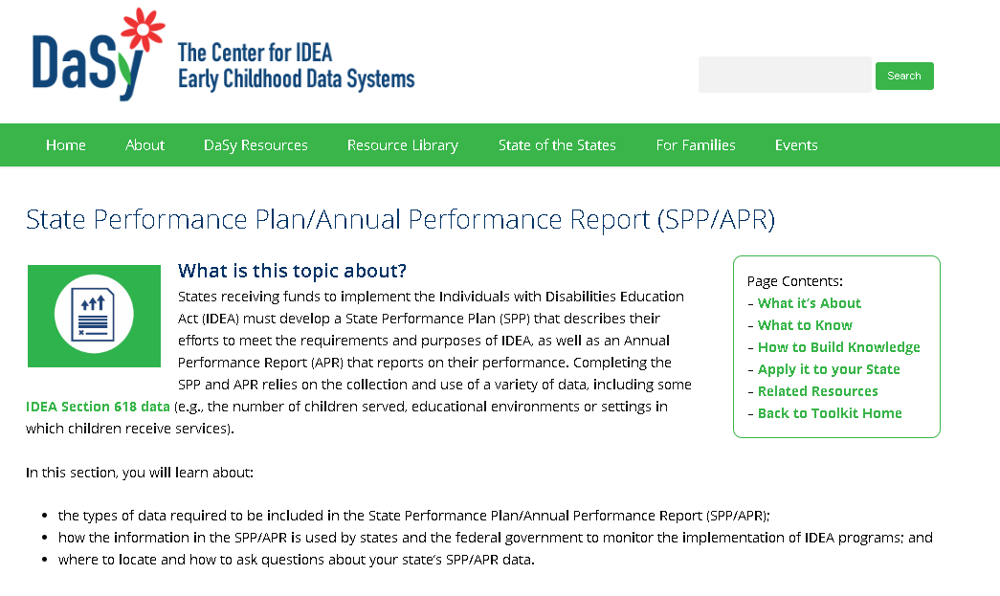 DaSy
The Center for IDEA
Early Childhood Data Systems
Search
Home About DaSy Resources Resource Library State of the States For Families Events
State Performance Plan/Annual Performance Report (SPP/APR)
What is this topic about?
States receiving funds to implement the Individuals with Disabilities Education
Act (IDEA) must develop a State Performance Plan (SPP) that describes their
efforts to meet the requirements and purposes of IDEA, as well as an Annual
Performance Report (APR) that reports on their performance. Completing the
SPP and APR relies on the collection and use of a variety of data, including some
IDEA Section 618 data (e.g., the number of children served, educational environments or settings in
which children receive services).
Page Contents:
– What it’s About
– What to Know
– How to Build Knowledge
– Apply it to your State
– Related Resources
– Back to Toolkit Home
In this section, you will learn about:
• the types of data required to be included in the State Performance Plan/Annual Performance Report (SPP/APR);
• how the information in the SPP/APR is used by states and the federal government to monitor the implementation of IDEA programs; and
• where to locate and how to ask questions about your state’s SPP/APR data.